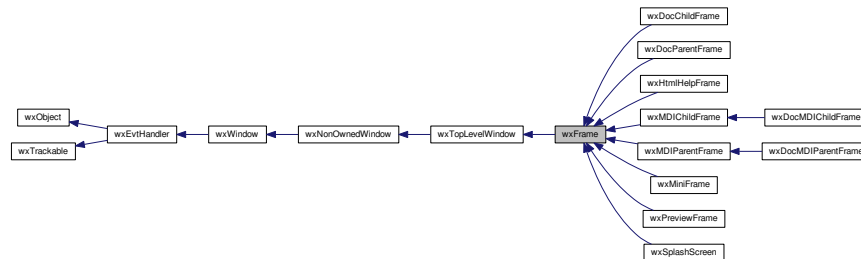 wxDocChildFrame
wxDocParentFrame
wxHtmlHelpFrame
wxObject
wxMDIChildFrame
wxDocMDIChildFrame
wxEvtHandler
wxWindow
wxNonOwnedWindow
wxTopLevelWindow
wxFrame
wxTrackable
wxMDIParentFrame
wxDocMDIParentFrame
wxMiniFrame
wxPreviewFrame
wxSplashScreen